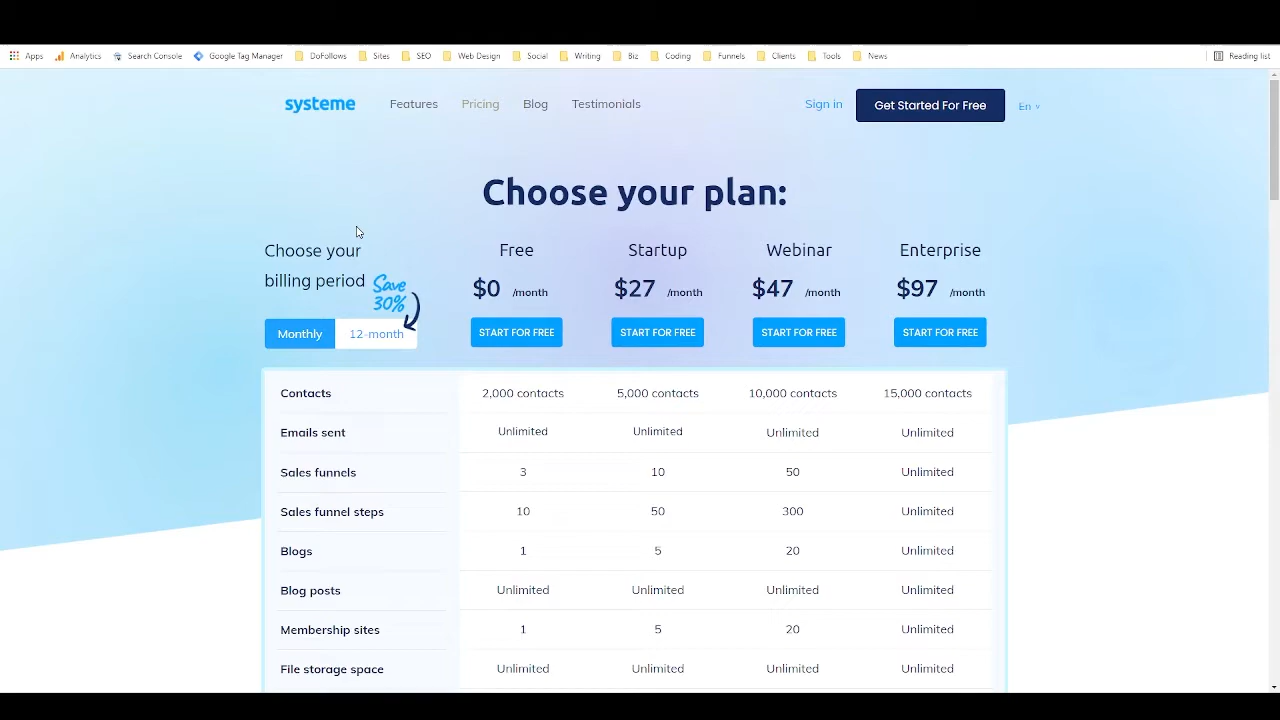 Apps Analytics Search Console Google Tag Manager DoFollows Sites SEO Web Design Social Writing Biz Coding Funnels Clients Tools News Reading list
systeme Features Pricing Blog Testimonials Sign in Get Started For Free En
Choose your plan:
Choose your
billing period
Save
30%
Monthly 12-month
Free Startup Webinar Enterprise
$0 /month $27 /month $47 /month $97 /month
START FOR FREE START FOR FREE START FOR FREE START FOR FREE
Contacts 2,000 contacts 5,000 contacts 10,000 contacts 15,000 contacts
Emails sent Unlimited Unlimited Unlimited Unlimited
Sales funnels 3 10 50 Unlimited
Sales funnel steps 10 50 300 Unlimited
Blogs 1 5 20 Unlimited
Blog posts Unlimited Unlimited Unlimited Unlimited
Membership sites 1 5 20 Unlimited
File storage space Unlimited Unlimited Unlimited Unlimited